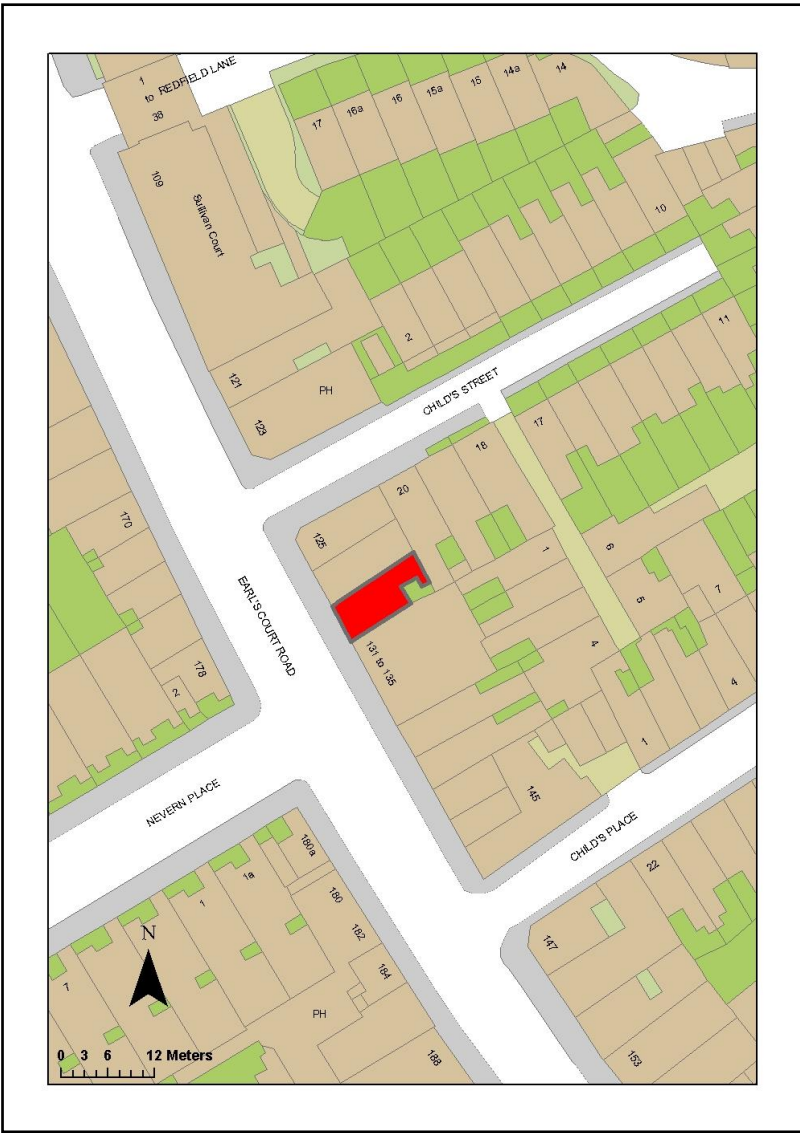 1
to
38
REDFIELD LANE
17
16a
16
15a
15
14a
14
109
Sullivan Court
10
2
121
PH
123
CHILD'S STREET
11
17
18
20
170
125
1
6
EARL'S COURT ROAD
5
7
131 to 135
4
178
2
4
1
NEVERN PLACE
145
CHILD'S PLACE
180a
22
1a
1
180
182
147
N
184
7
PH
188
153
0 3 6 12 Meters